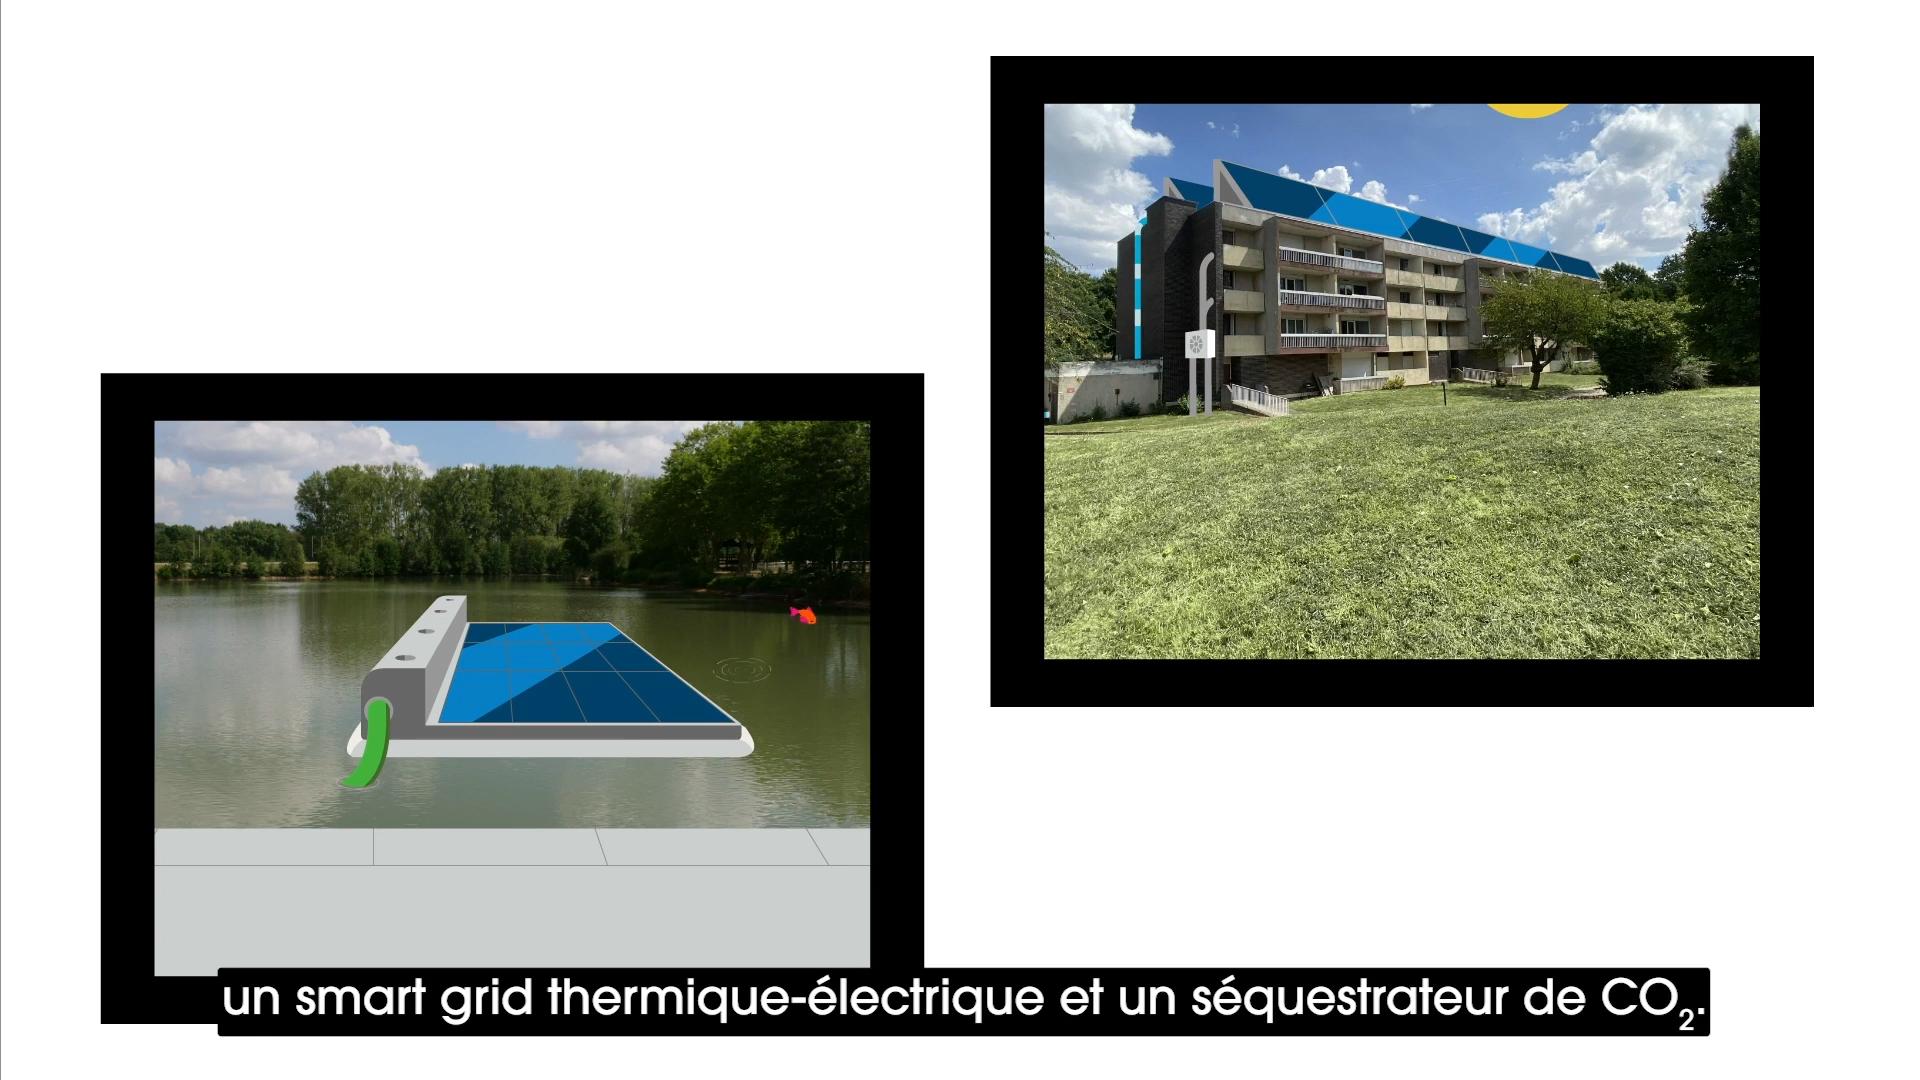 un smart grid thermique-électrique et un séquestrateur de CO₂.